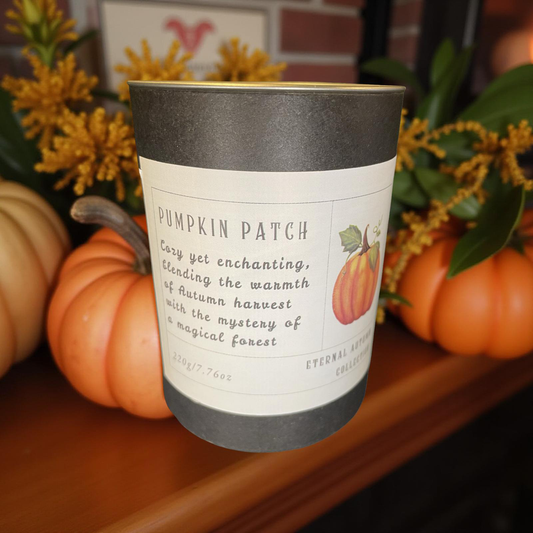 PUMPKIN PATCH
Cozy yet enchanting,
blending the warmth
of Autumn harvest
with the mystery of
a magical forest
220g/7.76oz
ETERNAL AUTUMN
COLLECTION